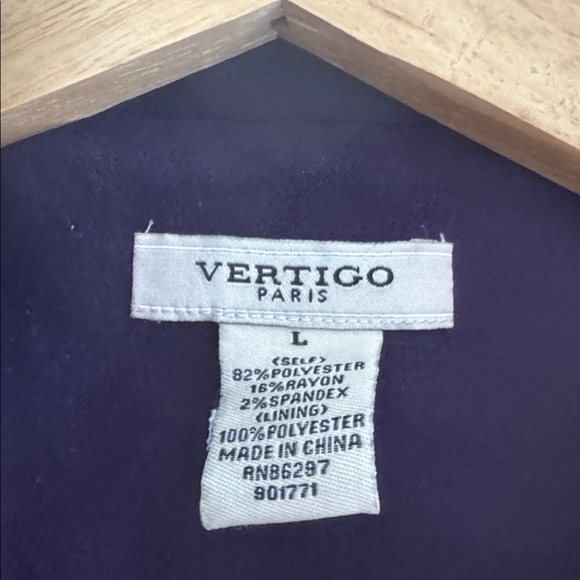 VERTIGO
PARIS
L
(SELF)
82%POLYESTER
16%RAYON
2%SPANDEX
(LINING)
100%POLYESTER
MADE IN CHINA
RN86297
901771